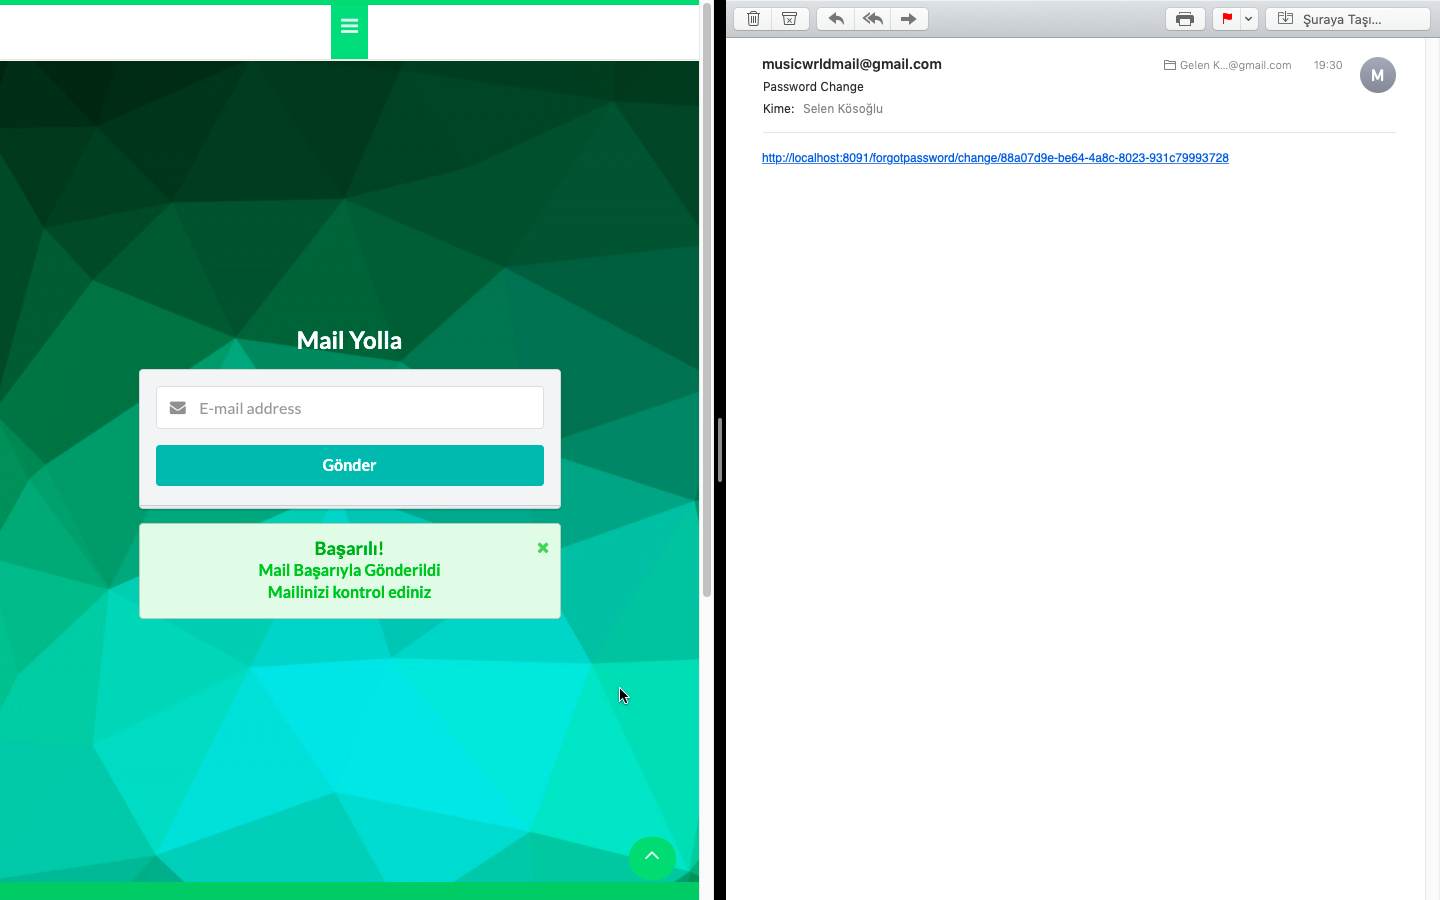 Mail Yolla
E-mail address
Gönder
Başarılı!
Mail Başarıyla Gönderildi
Mailinizi kontrol ediniz
Şuraya Taşı...
musicwrldmail@gmail.com
Gelen K...@gmail.com
19:30
M
Password Change
Kime: Selen Kösoğlu
http://localhost:8091/forgotpassword/change/88a07d9e-be64-4a8c-8023-931c79993728